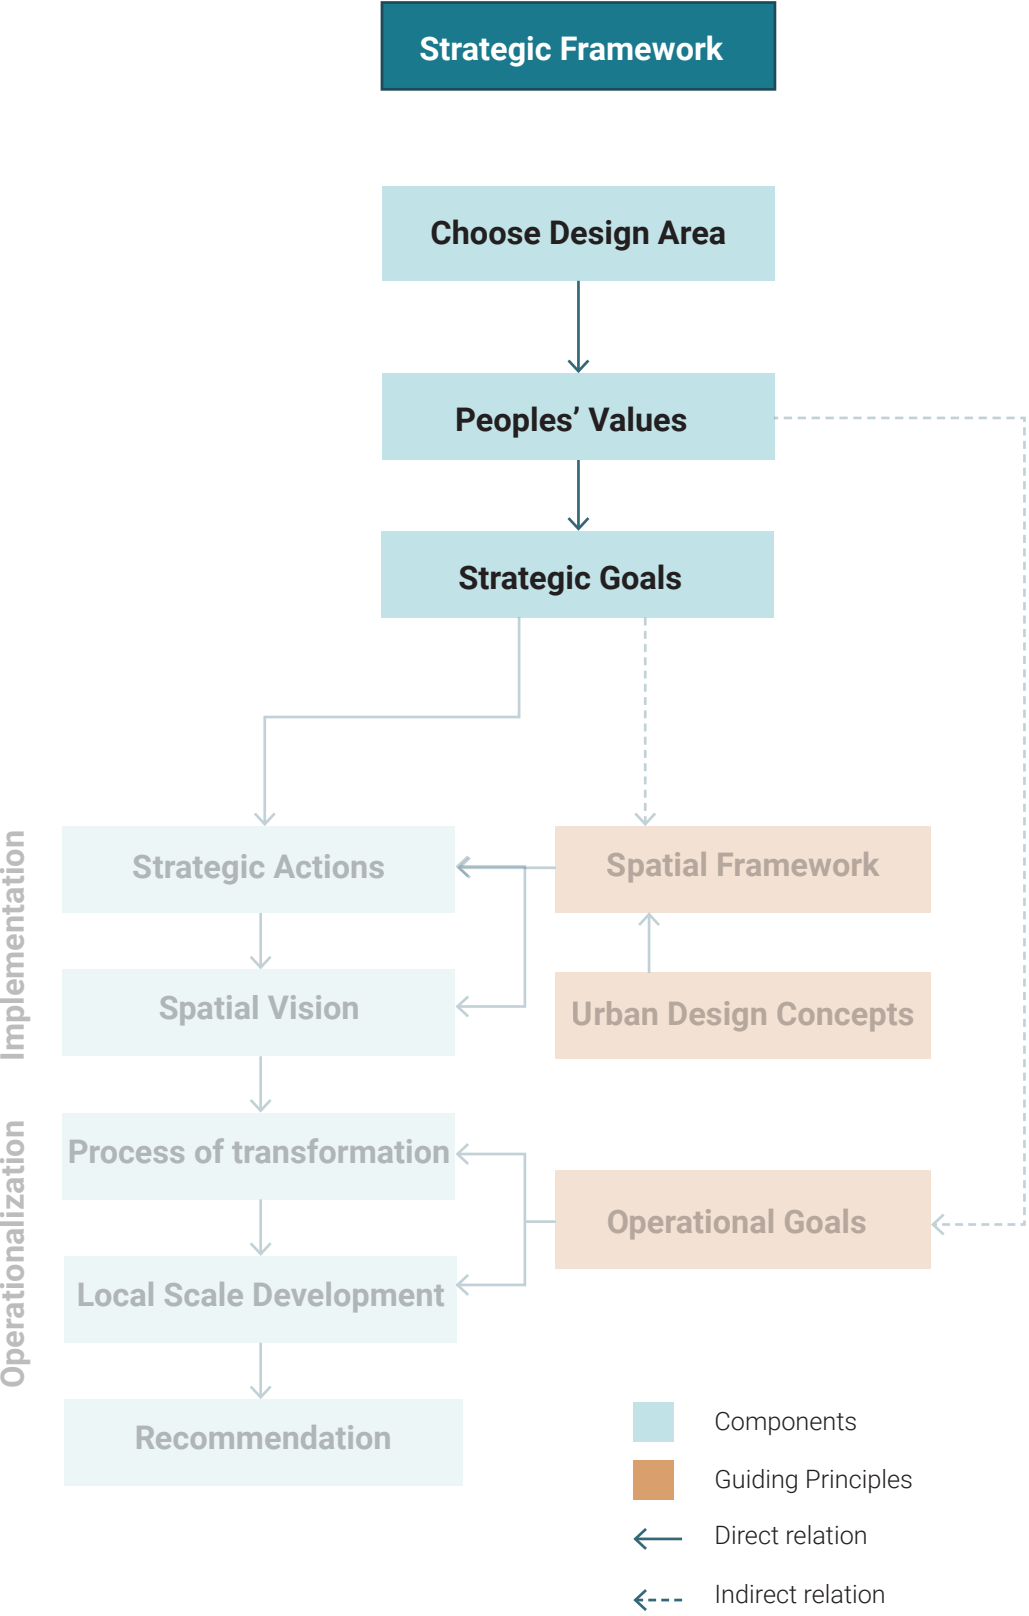 Strategic Framework
Choose Design Area
Peoples’ Values
Strategic Goals
Implementation
Strategic Actions
Spatial Framework
Spatial Vision
Urban Design Concepts
Operationalization
Process of transformation
Operational Goals
Local Scale Development
Recommendation
Components
Guiding Principles
Direct relation
Indirect relation